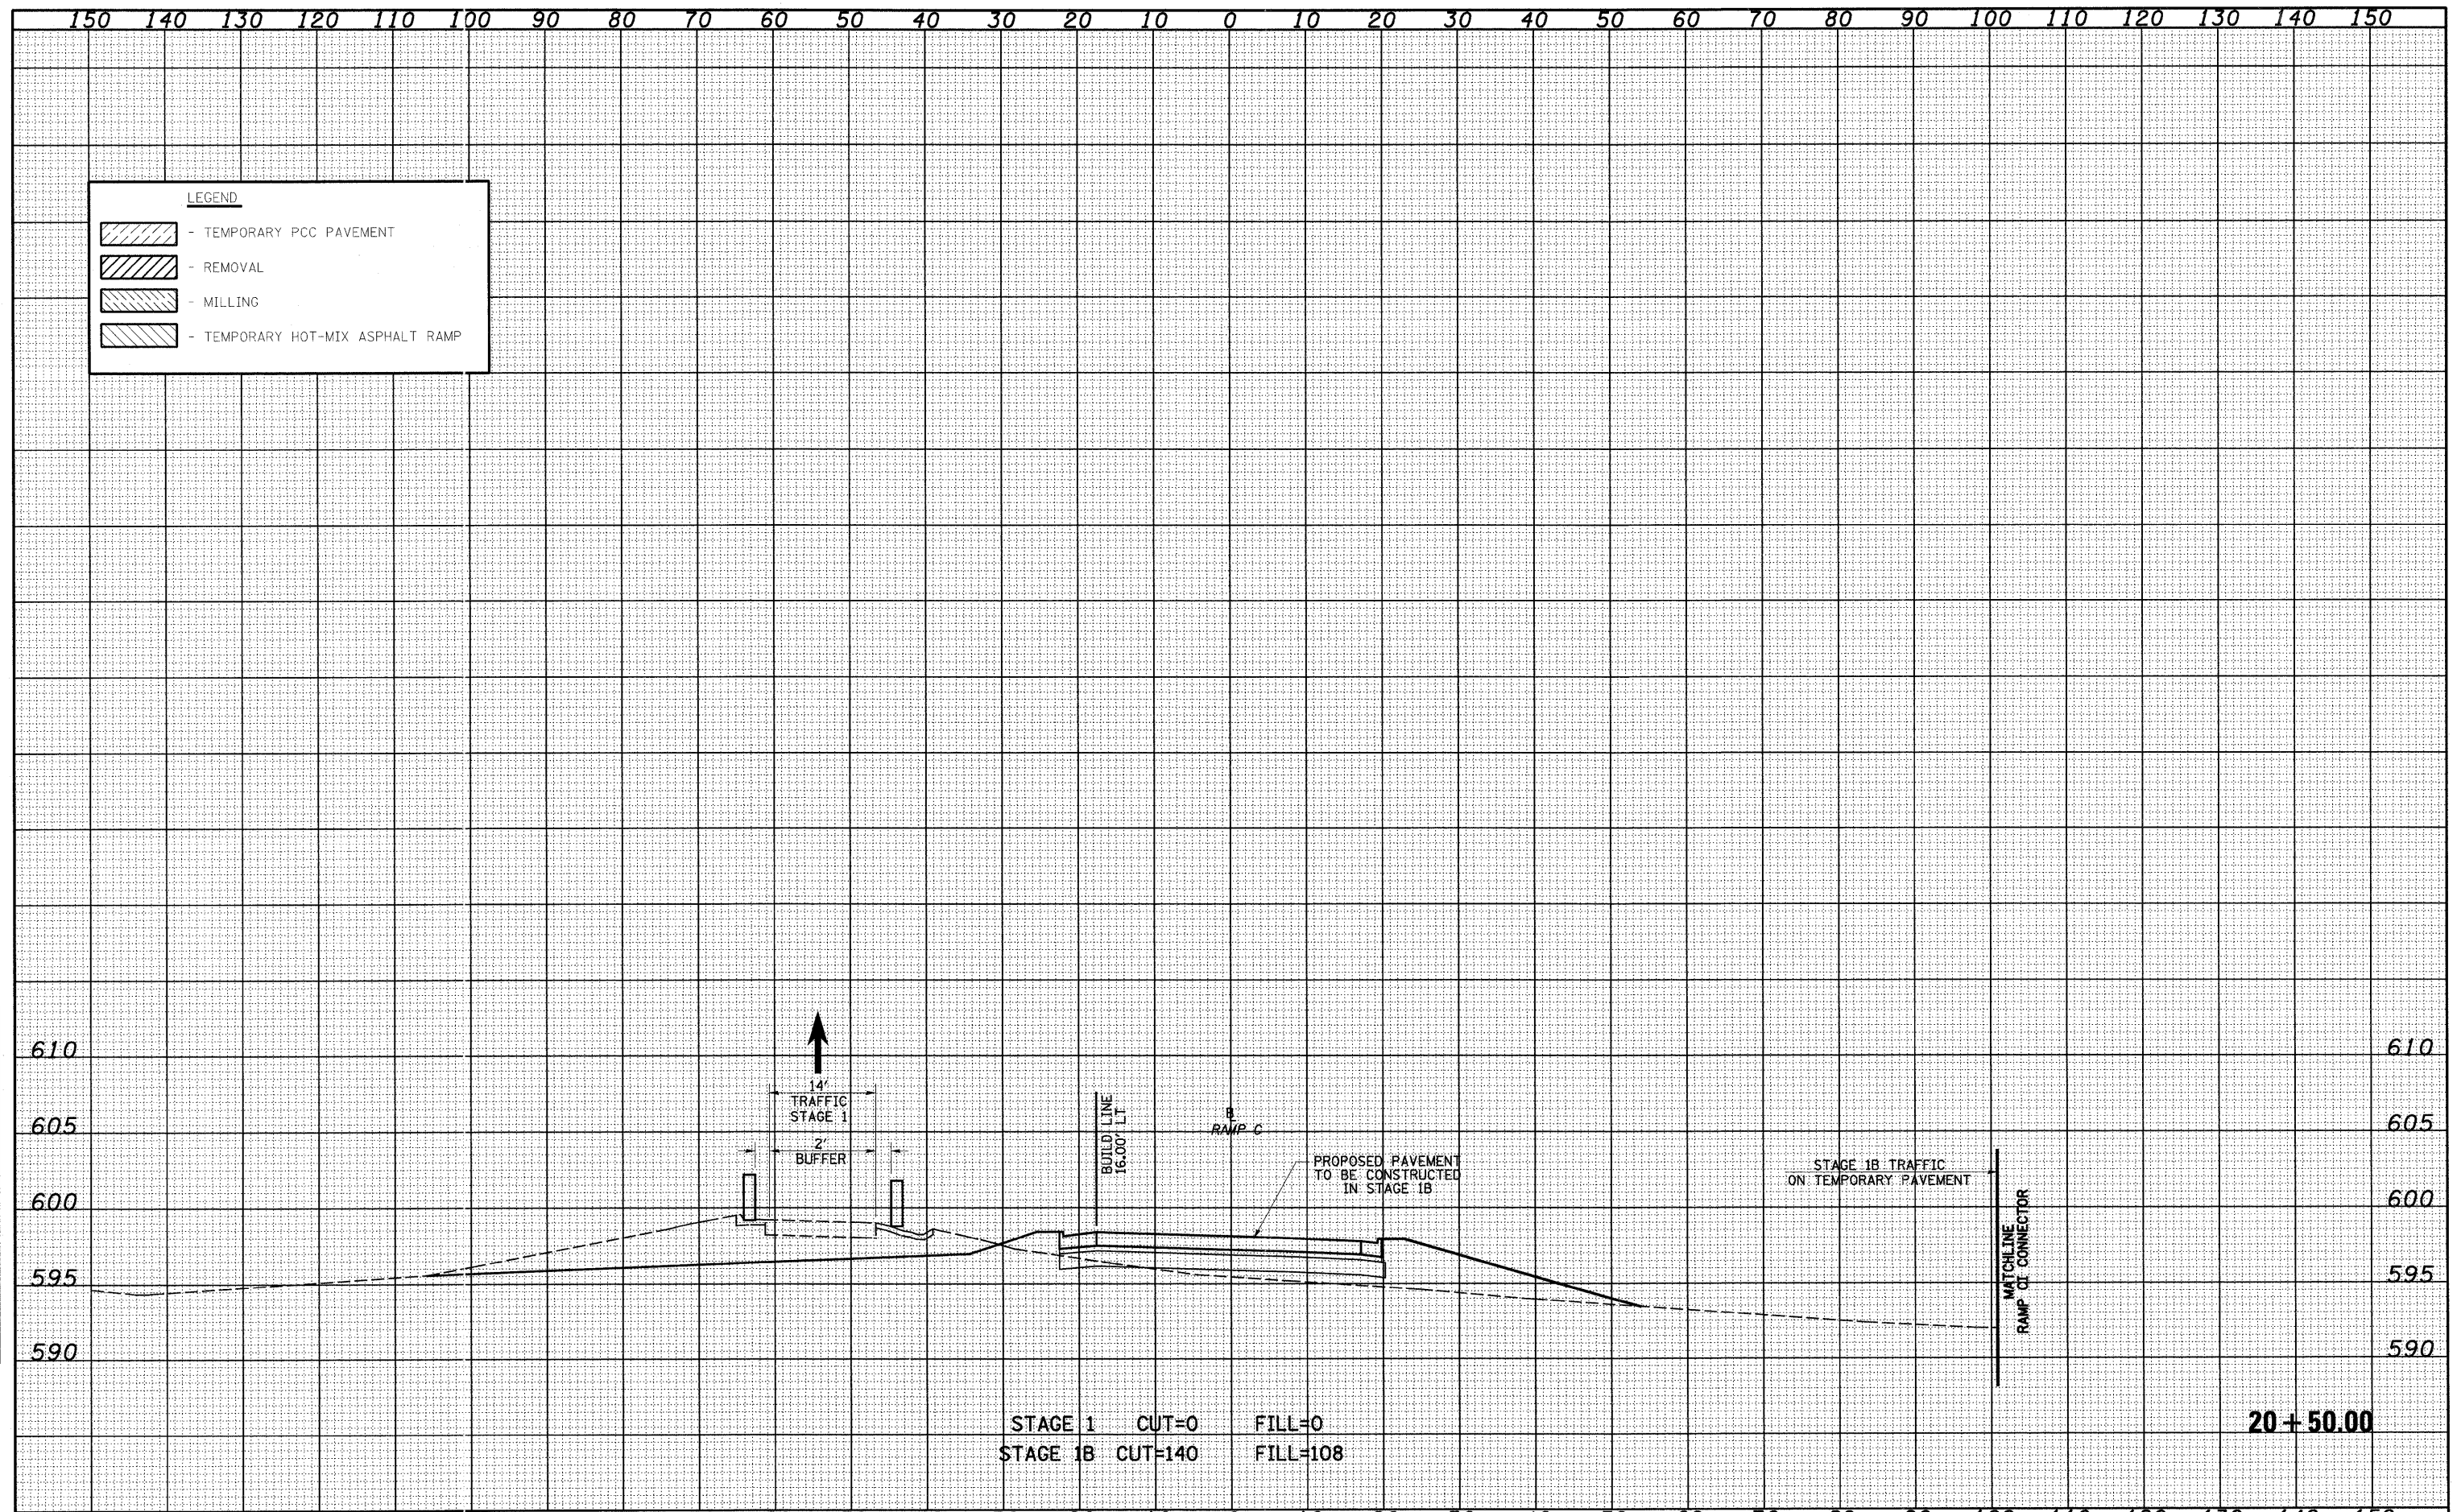 150 140 130 120 110 100 90 80 70 60 50 40 30 20 10 0 10 20 30 40 50 60 70 80 90 100 110 120 130 140 150
LEGEND
- TEMPORARY PCC PAVEMENT
- REMOVAL
- MILLING
- TEMPORARY HOT-MIX ASPHALT RAMP
610 610
14'
TRAFFIC
STAGE 1
605 605
2'
BUFFER
BUILD LINE
16.00' LT
RAMP C
PROPOSED PAVEMENT
TO BE CONSTRUCTED
IN STAGE 1B
STAGE 1B TRAFFIC
ON TEMPORARY PAVEMENT
600 600
MATCHLINE
RAMP CI CONNECTOR
595 595
590 590
STAGE 1 CUT=0 FILL=0
STAGE 1B CUT=140 FILL=108
20+50.00